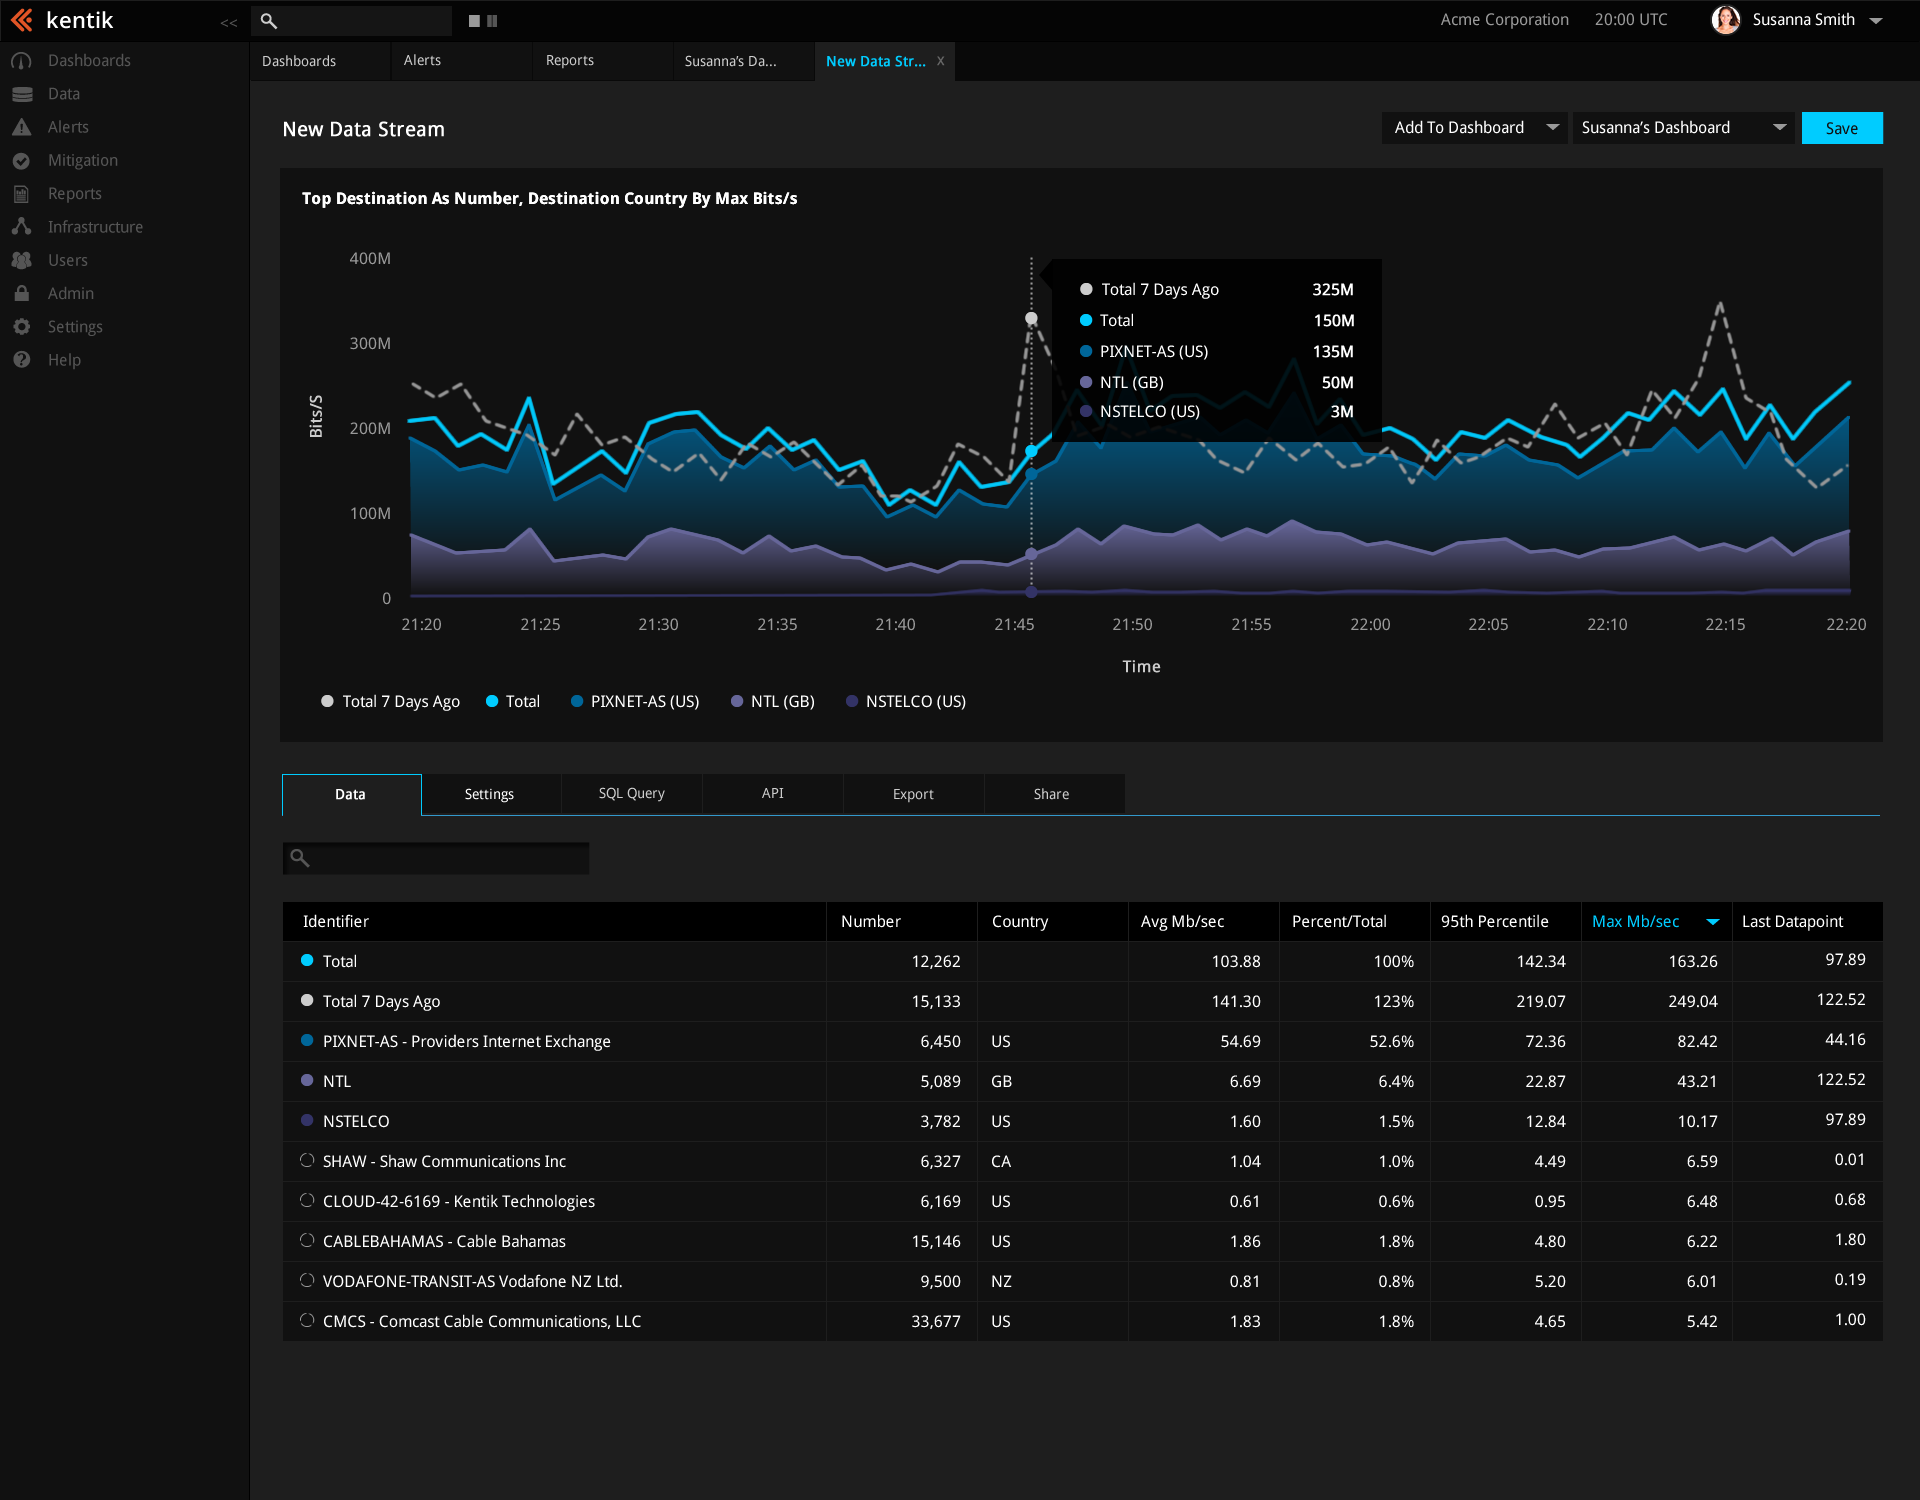 kentik
<<
Acme Corporation 20:00 UTC Susanna Smith
Dashboards
Data
Alerts
Mitigation
Reports
Infrastructure
Users
Admin
Settings
Help
Dashboards Alerts Reports Susanna’s Da... New Data Str... X
New Data Stream
Add To Dashboard Susanna’s Dashboard Save
Top Destination As Number, Destination Country By Max Bits/s
Bits/S
400M
300M
200M
100M
0
Total 7 Days Ago 325M
Total 150M
PIXNET-AS (US) 135M
NTL (GB) 50M
NSTELCO (US) 3M
21:20 21:25 21:30 21:35 21:40 21:45 21:50 21:55 22:00 22:05 22:10 22:15 22:20
Time
Total 7 Days Ago Total PIXNET-AS (US) NTL (GB) NSTELCO (US)
Data Settings SQL Query API Export Share
Identifier Number Country Avg Mb/sec Percent/Total 95th Percentile Max Mb/sec Last Datapoint
Total 12,262 103.88 100% 142.34 163.26 97.89
Total 7 Days Ago 15,133 141.30 123% 219.07 249.04 122.52
PIXNET-AS - Providers Internet Exchange 6,450 US 54.69 52.6% 72.36 82.42 44.16
NTL 5,089 GB 6.69 6.4% 22.87 43.21 122.52
NSTELCO 3,782 US 1.60 1.5% 12.84 10.17 97.89
SHAW - Shaw Communications Inc 6,327 CA 1.04 1.0% 4.49 6.59 0.01
CLOUD-42-6169 - Kentik Technologies 6,169 US 0.61 0.6% 0.95 6.48 0.68
CABLEBAHAMAS - Cable Bahamas 15,146 US 1.86 1.8% 4.80 6.22 1.80
VODAFONE-TRANSIT-AS Vodafone NZ Ltd. 9,500 NZ 0.81 0.8% 5.20 6.01 0.19
CMCS - Comcast Cable Communications, LLC 33,677 US 1.83 1.8% 4.65 5.42 1.00